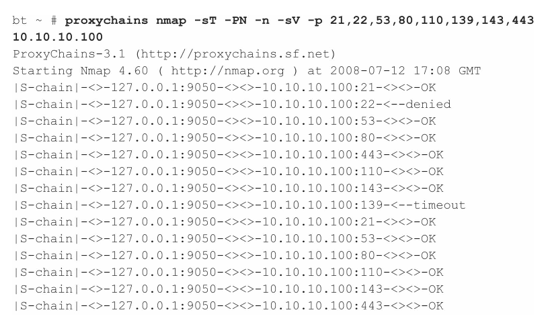 bt ~ # proxychains nmap -sT -PN -n -sV -p 21,22,53,80,110,139,143,443
10.10.10.100
ProxyChains-3.1 (http://proxychains.sf.net)
Starting Nmap 4.60 ( http://nmap.org ) at 2008-07-12 17:08 GMT
|S-chain|-<>-127.0.0.1:9050-<><>-10.10.10.100:21-<><>-OK
|S-chain|-<>-127.0.0.1:9050-<><>-10.10.10.100:22-<--denied
|S-chain|-<>-127.0.0.1:9050-<><>-10.10.10.100:53-<><>-OK
|S-chain|-<>-127.0.0.1:9050-<><>-10.10.10.100:80-<><>-OK
|S-chain|-<>-127.0.0.1:9050-<><>-10.10.10.100:443-<><>-OK
|S-chain|-<>-127.0.0.1:9050-<><>-10.10.10.100:110-<><>-OK
|S-chain|-<>-127.0.0.1:9050-<><>-10.10.10.100:143-<><>-OK
|S-chain|-<>-127.0.0.1:9050-<><>-10.10.10.100:139-<--timeout
|S-chain|-<>-127.0.0.1:9050-<><>-10.10.10.100:21-<><>-OK
|S-chain|-<>-127.0.0.1:9050-<><>-10.10.10.100:53-<><>-OK
|S-chain|-<>-127.0.0.1:9050-<><>-10.10.10.100:80-<><>-OK
|S-chain|-<>-127.0.0.1:9050-<><>-10.10.10.100:110-<><>-OK
|S-chain|-<>-127.0.0.1:9050-<><>-10.10.10.100:143-<><>-OK
|S-chain|-<>-127.0.0.1:9050-<><>-10.10.10.100:443-<><>-OK